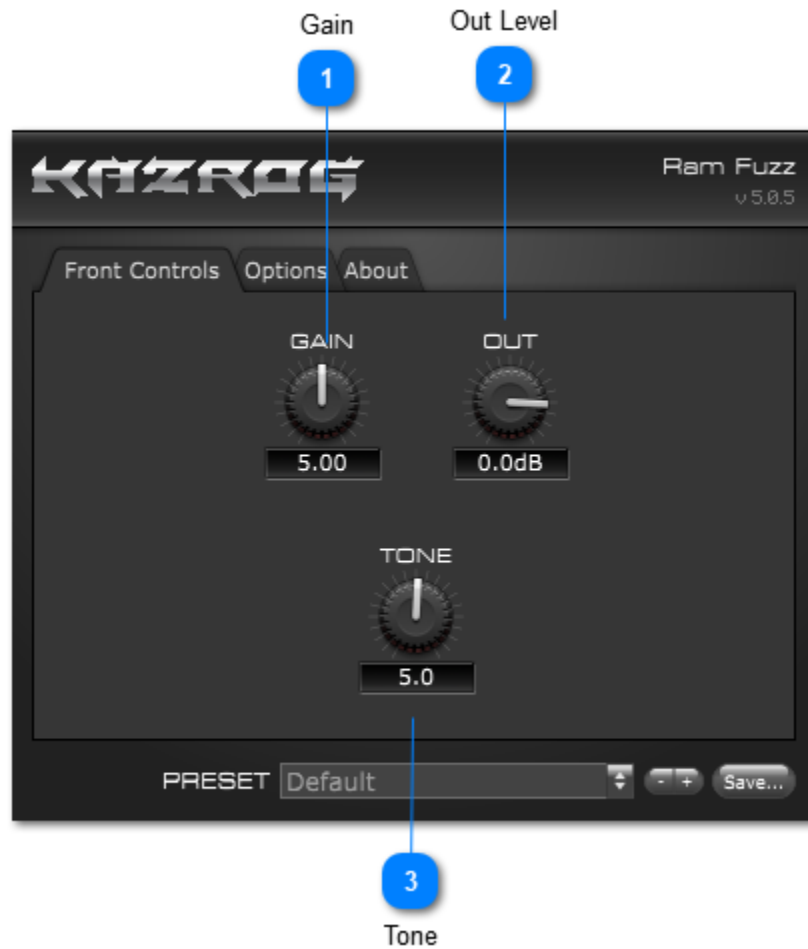 Gain
Out Level
1
2
KAZROG
Ram Fuzz
v 5.0.5
Front Controls
Options
About
GAIN
OUT
5.00
0.0dB
TONE
5.0
PRESET
Default
- +
Save...
3
Tone